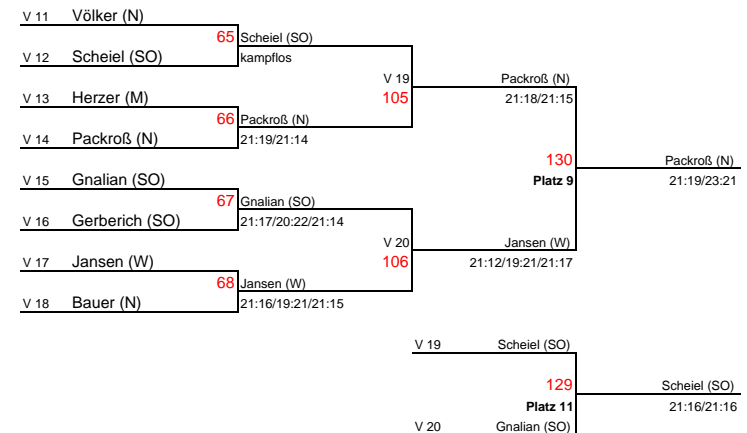 V 11 Völker (N)
65 Scheiel (SO)
V 12 Scheiel (SO) kampflos
V 19 Packroß (N)
V 13 Herzer (M) 105 21:18/21:15
66 Packroß (N)
V 14 Packroß (N) 21:19/21:14
130 Packroß (N)
V 15 Gnalian (SO) Platz 9 21:19/23:21
67 Gnalian (SO)
V 16 Gerberich (SO) 21:17/20:22/21:14
V 20 Jansen (W)
V 17 Jansen (W) 106 21:12/19:21/21:17
68 Jansen (W)
V 18 Bauer (N) 21:16/19:21/21:15
V 19 Scheiel (SO)
129 Scheiel (SO)
Platz 11 21:16/21:16
V 20 Gnalian (SO)